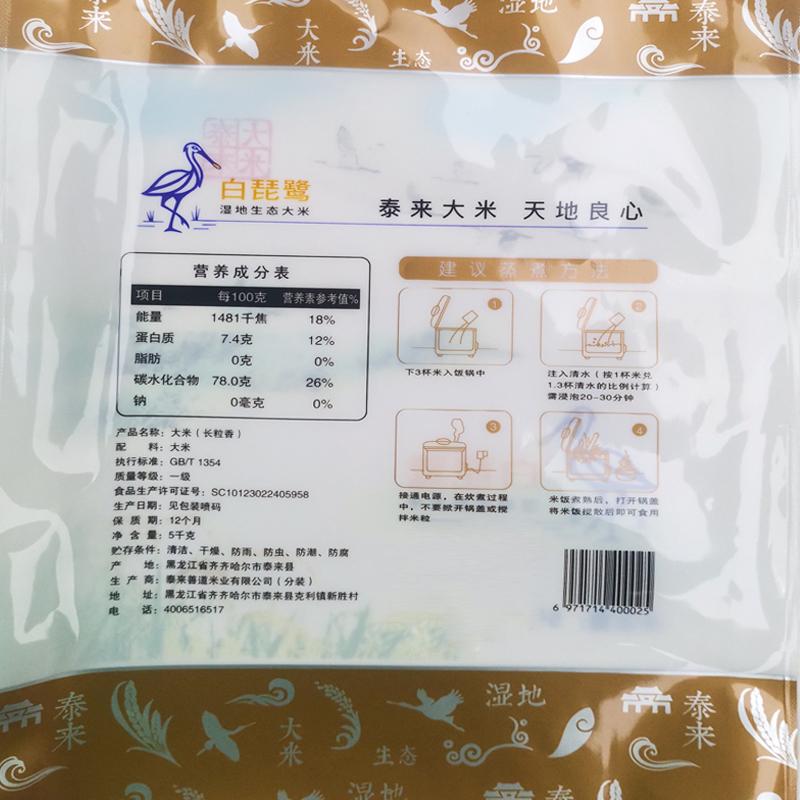 湿地
泰来
大米
生态
湿地
泰来
大米
泰来
白琵鹭
湿地生态大米
泰来大米 天地良心
营养成分表
项目 每100克 营养素参考值%
能量 1481千焦 18%
蛋白质 7.4克 12%
脂肪 0克 0%
碳水化合物 78.0克 26%
钠 0毫克 0%
产品名称：大米（长粒香）
配 料：大米
执行标准：GB/T 1354
质量等级：一级
食品生产许可证号：SC10123022405958
生产日期：见包装喷码
保 质 期：12个月
净 含 量：5千克
贮存条件：清洁、干燥、防雨、防虫、防潮、防腐
产 地：黑龙江省齐齐哈尔市泰来县
生 产 商：泰来善道米业有限公司（分装）
地 址：黑龙江省齐齐哈尔市泰来县克利镇新胜村
电 话：4006516517
建议蒸煮方法
1
下3杯米入饭锅中
2
注入清水（按1杯米兑
1.3杯清水的比例计算）
需浸泡20-30分钟
3
接通电源，在炊煮过程
中，不要掀开锅盖或搅
拌米粒
4
米饭煮熟后，打开锅盖
将米饭搅散后即可食用
6 971714 400025
泰来
大米
生态
湿地
泰来
湿地